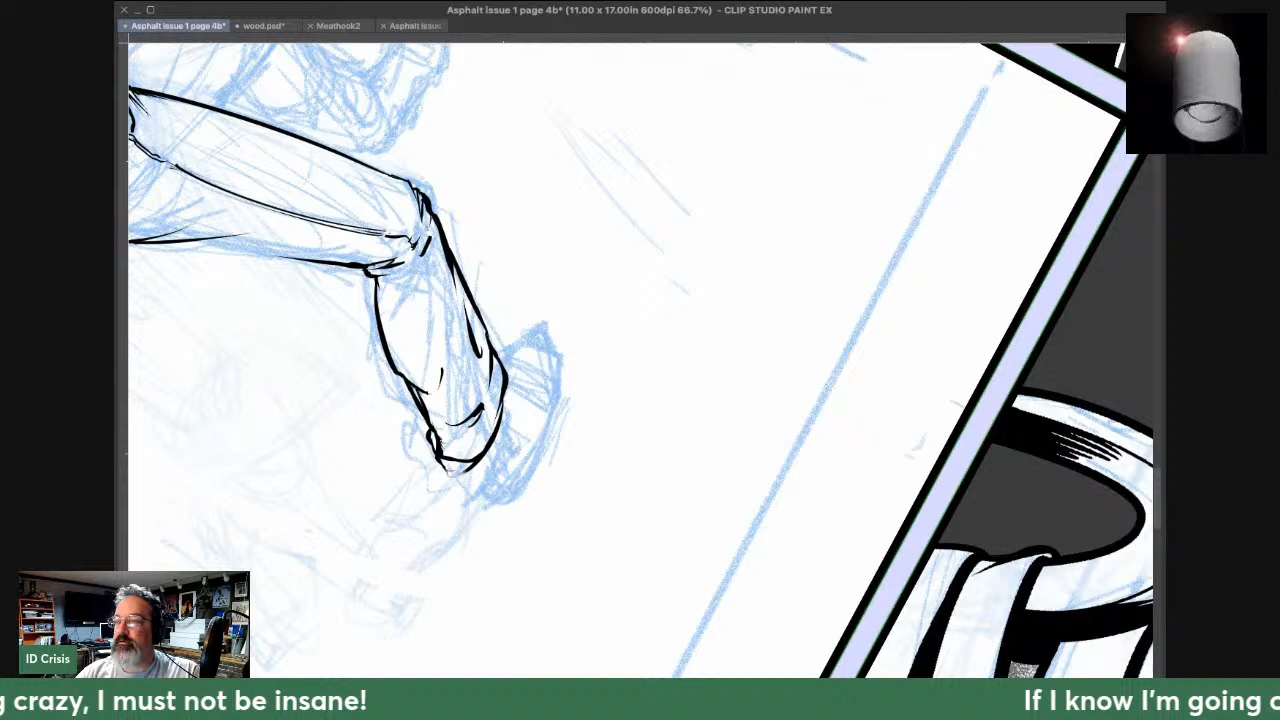 Asphalt issue 1 page 4b* (11.00 x 17.00in 600dpi 66.7%) - CLIP STUDIO PAINT EX
Asphalt issue 1 page 4b* wood.psd* Meathook2 Asphalt issue
ID Crisis
g crazy, I must not be insane! If I know I'm going c